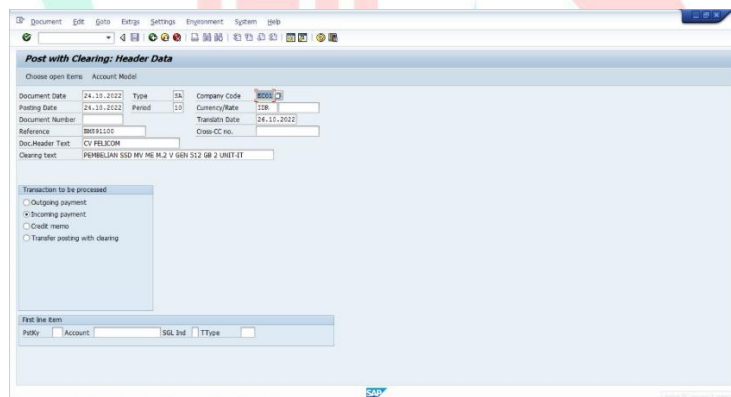 Document Edit Goto Extras Settings Environment System Help
Post with Clearing: Header Data
Choose open items Account Model
Document Date 24.10.2022 Type SA Company Code EC01
Posting Date 24.10.2022 Period 10 Currency/Rate IDR
Document Number Translatn Date 24.10.2022
Reference Cross-CC no.
Doc.Header Text CV FELICOM
Clearing text PEMBELIAN SSD MV ME M.2 V GEN 512 GB 2 UNIT-IT
Transaction to be processed
Outgoing payment
Incoming payment
Credit memo
Transfer posting with clearing
First line item
PstKy Account SGL Ind TType
SAP